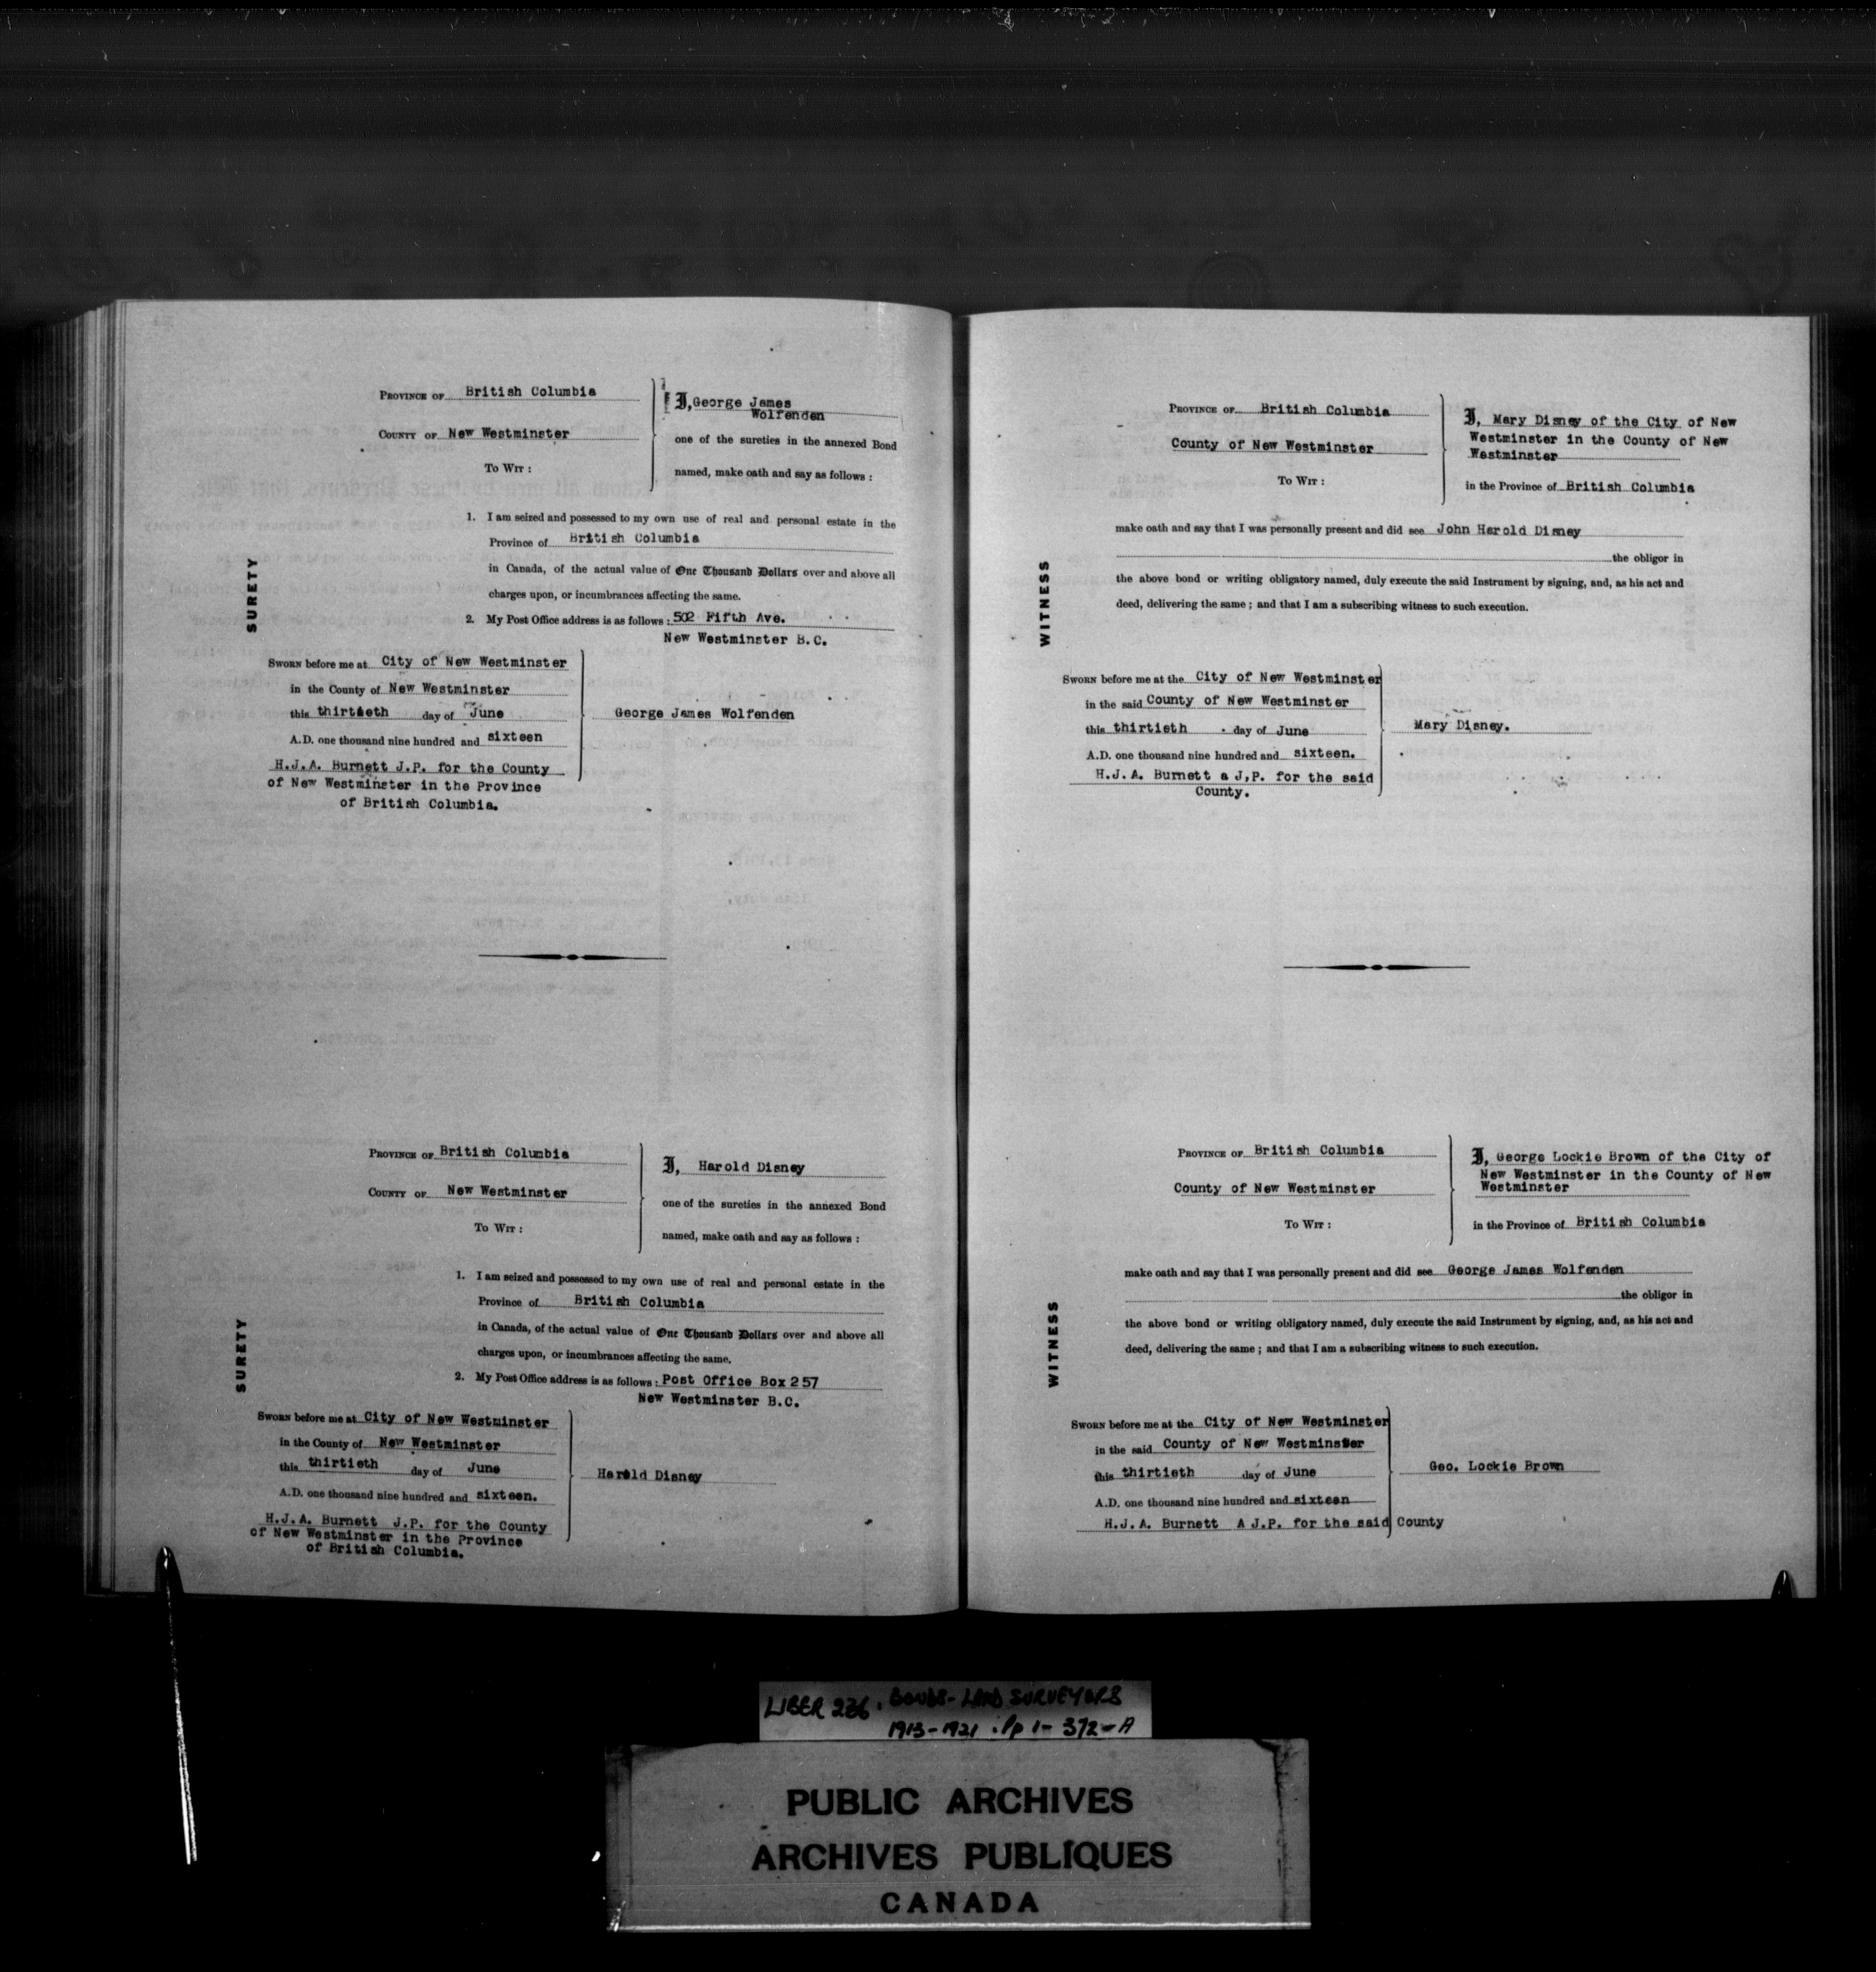 SURETY
PROVINCE OF British Columbia
COUNTY OF New Westminster
TO WIT :
I, George James
Wolfenden
one of the sureties in the annexed Bond
named, make oath and say as follows :
1. I am seized and possessed to my own use of real and personal estate in the
Province of British Columbia
in Canada, of the actual value of One Thousand Dollars over and above all
charges upon, or incumbrances affecting the same.
2. My Post Office address is as follows : 502 Fifth Ave.
New Westminster B.C.
SWORN before me at City of New Westminster
in the County of New Westminster
this thirtieth day of June
A.D. one thousand nine hundred and sixteen
H.J.A. Burnett J.P. for the County
of New Westminster in the Province
of British Columbia.
George James Wolfenden
SURETY
PROVINCE OF British Columbia
COUNTY OF New Westminster
TO WIT :
I, Harold Disney
one of the sureties in the annexed Bond
named, make oath and say as follows :
1. I am seized and possessed to my own use of real and personal estate in the
Province of British Columbia
in Canada, of the actual value of One Thousand Dollars over and above all
charges upon, or incumbrances affecting the same.
2. My Post Office address is as follows : Post Office Box 257
New Westminster B.C.
SWORN before me at City of New Westminster
in the County of New Westminster
this thirtieth day of June
A.D. one thousand nine hundred and sixteen.
H.J.A. Burnett J.P. for the County
of New Westminster in the Province
of British Columbia.
Harold Disney
WITNESS
PROVINCE OF British Columbia
County of New Westminster
TO WIT :
I, Mary Disney of the City of New
Westminster in the County of New
Westminster
in the Province of British Columbia
make oath and say that I was personally present and did see John Harold Disney
the obligor in
the above bond or writing obligatory named, duly execute the said Instrument by signing, and, as his act and
deed, delivering the same ; and that I am a subscribing witness to such execution.
SWORN before me at the City of New Westminster
in the said County of New Westminster
this thirtieth day of June
A.D. one thousand nine hundred and sixteen.
H.J.A. Burnett a J,P. for the said
County.
Mary Disney.
WITNESS
PROVINCE OF British Columbia
County of New Westminster
TO WIT :
I, George Lockie Brown of the City of
New Westminster in the County of New
Westminster
in the Province of British Columbia
make oath and say that I was personally present and did see George James Wolfenden
the obligor in
the above bond or writing obligatory named, duly execute the said Instrument by signing, and, as his act and
deed, delivering the same ; and that I am a subscribing witness to such execution.
SWORN before me at the City of New Westminster
in the said County of New Westminster
this thirtieth day of June
A.D. one thousand nine hundred and sixteen
H.J.A. Burnett A J.P. for the said County
Geo. Lockie Brown
LIBER 236. BONDS - LAND SURVEYORS
1913-1921 . Pp 1- 372-A
PUBLIC ARCHIVES
ARCHIVES PUBLIQUES
CANADA